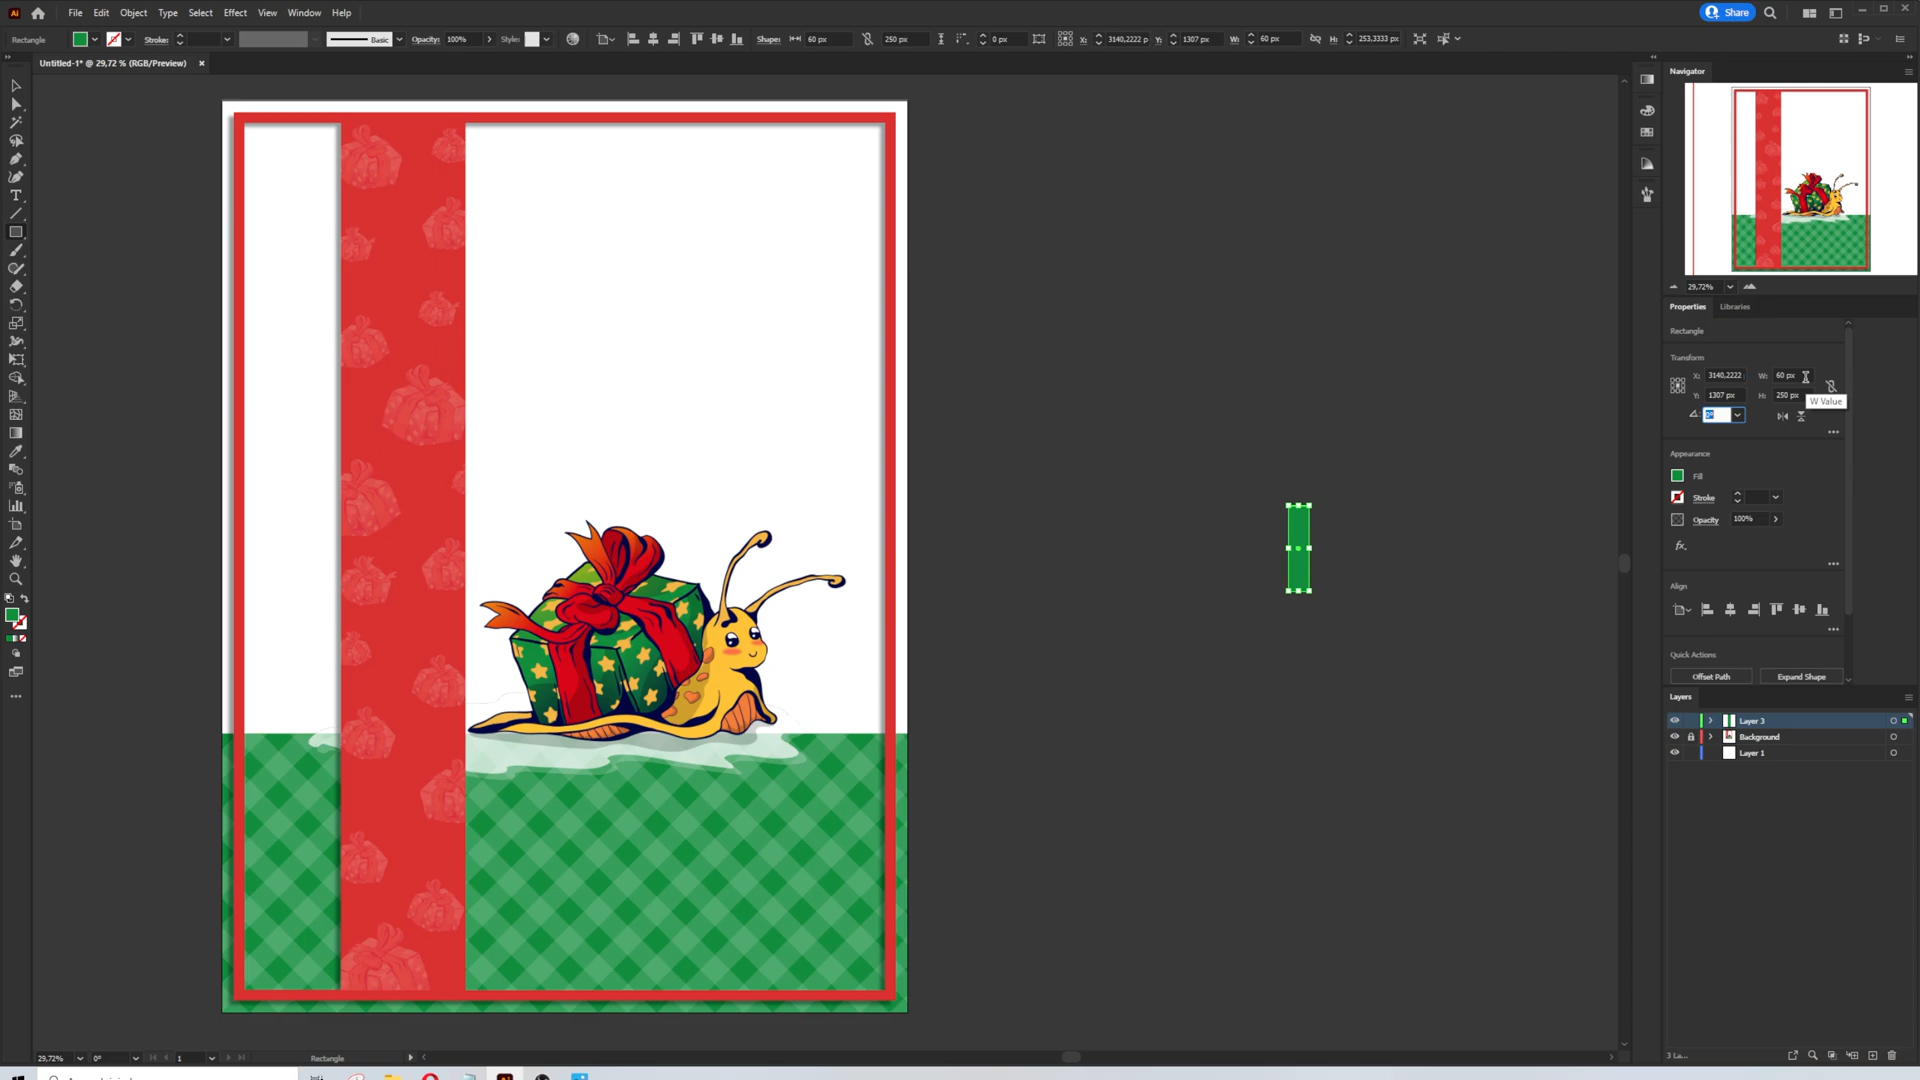 Ai File Edit Object Type Select Effect View Window Help Share
Rectangle Stroke: Basic Opacity: 100% Style: Shape: 60 px 250 px 0 px X: 3140,2222 p Y: 1307 px W: 60 px H: 253,3333 px
Untitled-1* @ 29,72 % (RGB/Preview)
Navigator
29,72%
Properties Libraries
Rectangle
Transform
X: 3140,2222 W: 60 px
Y: 1307 px H: 250 px
W Value
0°
Appearance
Fill
Stroke
Opacity 100%
fx.
Align
Quick Actions
Offset Path Expand Shape
Layers
Layer 3
Background
Layer 1
3 La...
29,72% 0° 1 Rectangle